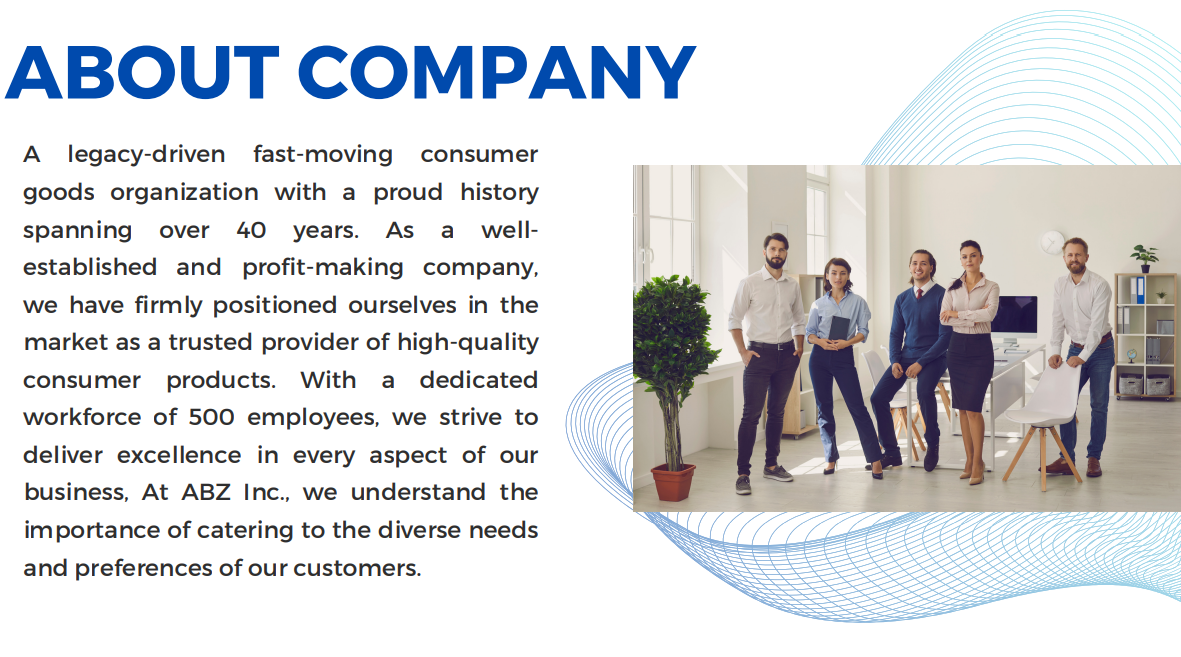 ABOUT COMPANY
A legacy-driven fast-moving consumer
goods organization with a proud history
spanning over 40 years. As a well-
established and profit-making company,
we have firmly positioned ourselves in the
market as a trusted provider of high-quality
consumer products. With a dedicated
workforce of 500 employees, we strive to
deliver excellence in every aspect of our
business, At ABZ Inc., we understand the
importance of catering to the diverse needs
and preferences of our customers.